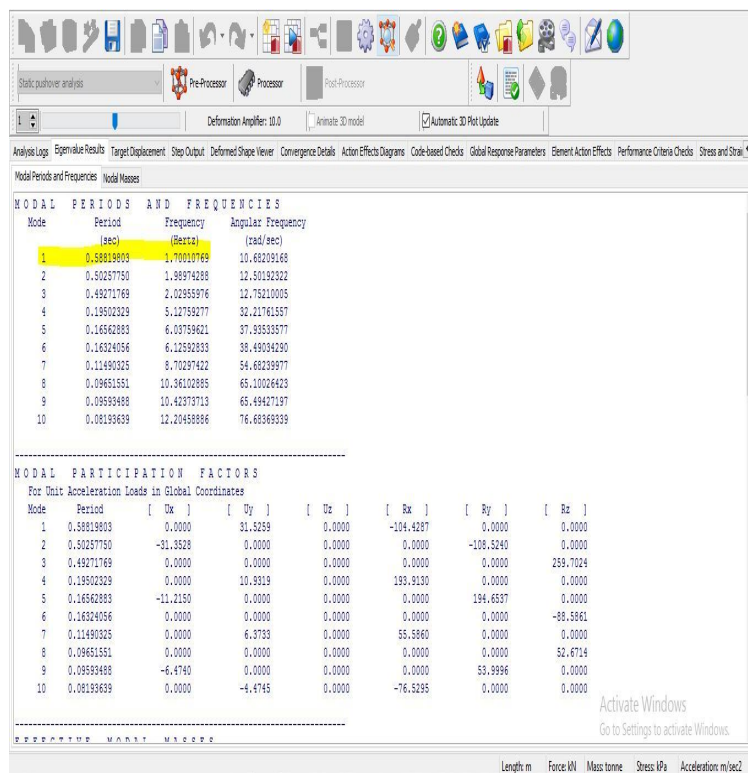 Static pushover analysis Pre-Processor Processor Post-Processor
1 Deformation Amplifier: 10.0 Animate 3D model Automatic 3D Plot Update
Analysis Logs Eigenvalue Results Target Displacement Step Output Deformed Shape Viewer Convergence Details Action Effects Diagrams Code-based Checks Global Response Parameters Element Action Effects Performance Criteria Checks Stress and Strai
Modal Periods and Frequencies Nodal Masses
MODAL PERIODS AND FREQUENCIES
Mode Period Frequency Angular Frequency
(sec) (Hertz) (rad/sec)
1 0.58819803 1.70010769 10.68209168
2 0.50257750 1.98974288 12.50192322
3 0.49271769 2.02955976 12.75210005
4 0.19502329 5.12759277 32.21761557
5 0.16562883 6.03759621 37.93533577
6 0.16324056 6.12592833 38.49034290
7 0.11490325 8.70297422 54.68239977
8 0.09651551 10.36102885 65.10026423
9 0.09593488 10.42373713 65.49427197
10 0.08193639 12.20458886 76.68369339
MODAL PARTICIPATION FACTORS
For Unit Acceleration Loads in Global Coordinates
Mode Period [ Ux ] [ Uy ] [ Uz ] [ Rx ] [ Ry ] [ Rz ]
1 0.58819803 0.0000 31.5259 0.0000 -104.4287 0.0000 0.0000
2 0.50257750 -31.3528 0.0000 0.0000 0.0000 -108.5240 0.0000
3 0.49271769 0.0000 0.0000 0.0000 0.0000 0.0000 259.7024
4 0.19502329 0.0000 10.9319 0.0000 193.9130 0.0000 0.0000
5 0.16562883 -11.2150 0.0000 0.0000 0.0000 194.6537 0.0000
6 0.16324056 0.0000 0.0000 0.0000 0.0000 0.0000 -88.5861
7 0.11490325 0.0000 6.3733 0.0000 55.5860 0.0000 0.0000
8 0.09651551 0.0000 0.0000 0.0000 0.0000 0.0000 52.6714
9 0.09593488 -6.4740 0.0000 0.0000 0.0000 53.9996 0.0000
10 0.08193639 0.0000 -4.4745 0.0000 -76.5295 0.0000 0.0000
Activate Windows
Go to Settings to activate Windows.
EFFECTIVE MODAL MASSES
Length: m Force: kN Mass: tonne Stress: kPa Acceleration: m/sec2